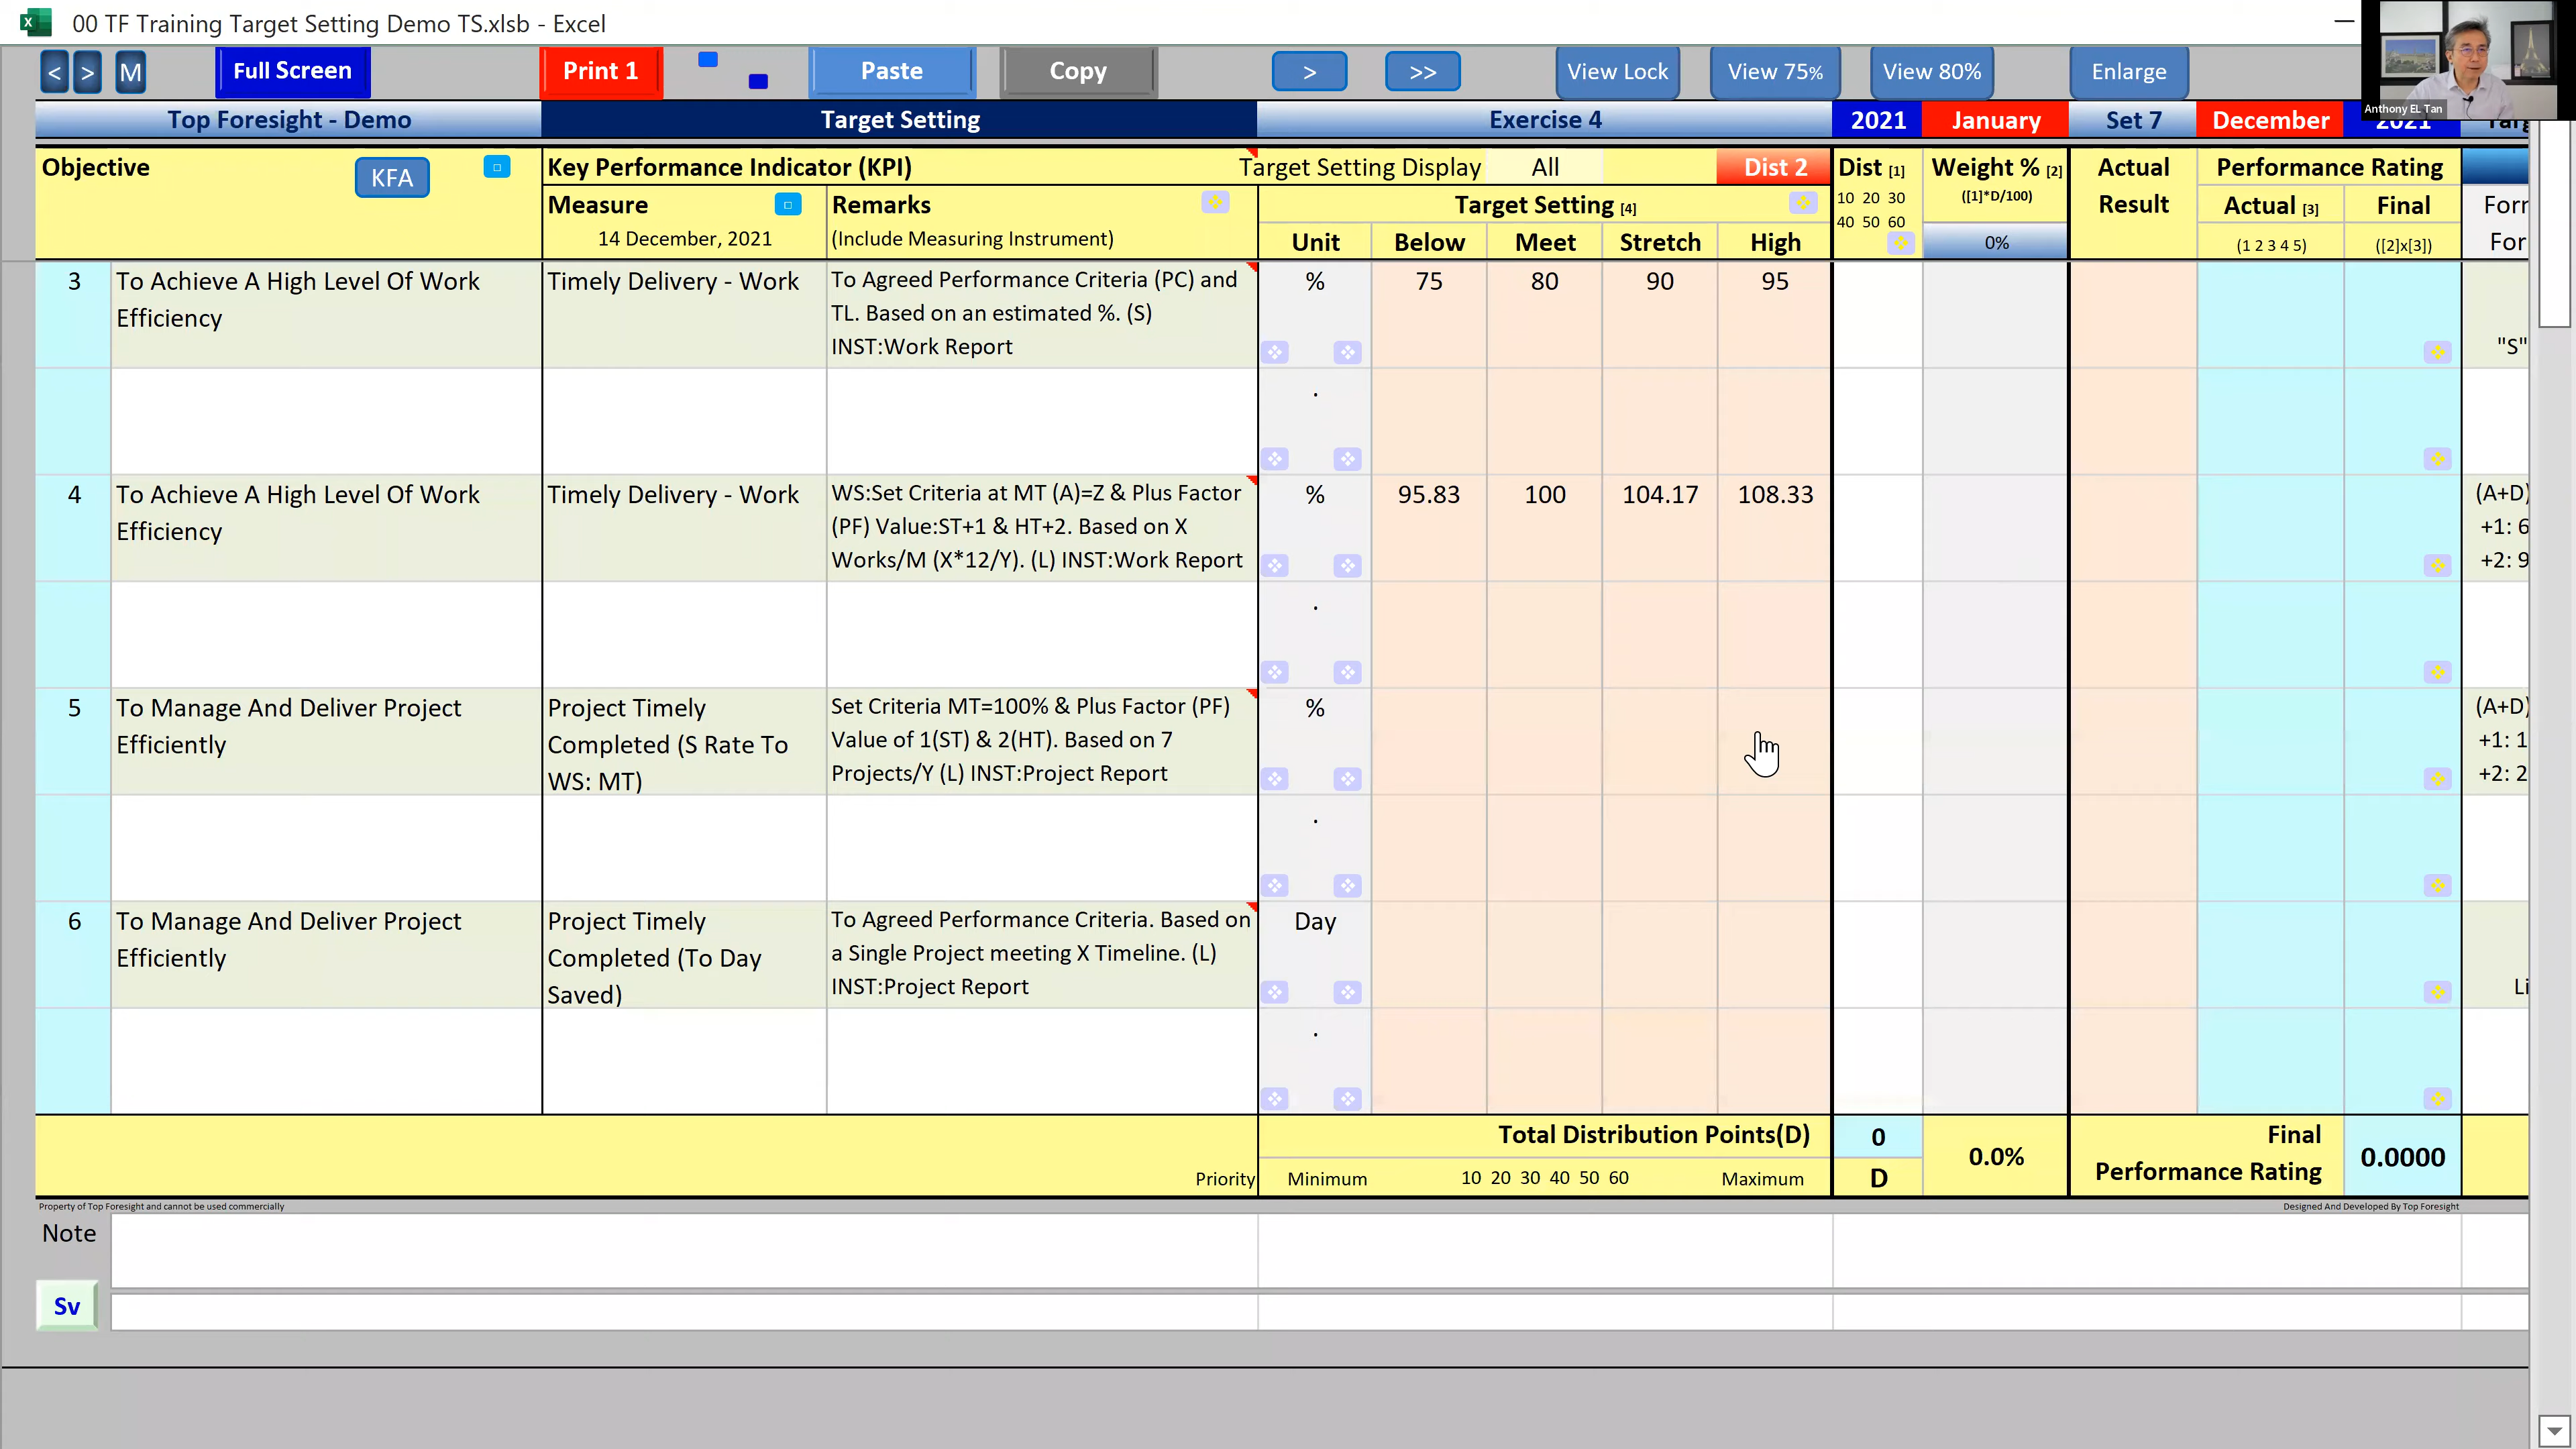 00 TF Training Target Setting Demo TS.xlsb - Excel
< > M Full Screen Print 1 Paste Copy > >> View Lock View 75% View 80% Enlarge
Anthony EL Tan
Top Foresight - Demo Target Setting Exercise 4 2021 January Set 7 December 2021
Objective KFA Key Performance Indicator (KPI) Target Setting Display All Dist 2 Dist [1] Weight % [2] Actual Performance Rating
Measure Remarks Target Setting [4] 10 20 30 ([1]*D/100) Result Actual [3] Final
14 December, 2021 (Include Measuring Instrument) 40 50 60
Unit Below Meet Stretch High 0% (1 2 3 4 5) ([2]x[3])
3 To Achieve A High Level Of Work Timely Delivery - Work To Agreed Performance Criteria (PC) and % 75 80 90 95
Efficiency TL. Based on an estimated %. (S)
INST:Work Report "S"
.
4 To Achieve A High Level Of Work Timely Delivery - Work WS:Set Criteria at MT (A)=Z & Plus Factor % 95.83 100 104.17 108.33 (A+D)
Efficiency (PF) Value:ST+1 & HT+2. Based on X +1: 6
Works/M (X*12/Y). (L) INST:Work Report +2: 9
.
5 To Manage And Deliver Project Project Timely Set Criteria MT=100% & Plus Factor (PF) % (A+D)
Efficiently Completed (S Rate To Value of 1(ST) & 2(HT). Based on 7 +1: 1
WS: MT) Projects/Y (L) INST:Project Report +2: 2
.
6 To Manage And Deliver Project Project Timely To Agreed Performance Criteria. Based on Day
Efficiently Completed (To Day a Single Project meeting X Timeline. (L)
Saved) INST:Project Report Li
.
Total Distribution Points(D) 0 0.0% Final 0.0000
Priority Minimum 10 20 30 40 50 60 Maximum D Performance Rating
Property of Top Foresight and cannot be used commercially Designed And Developed By Top Foresight
Note
Sv